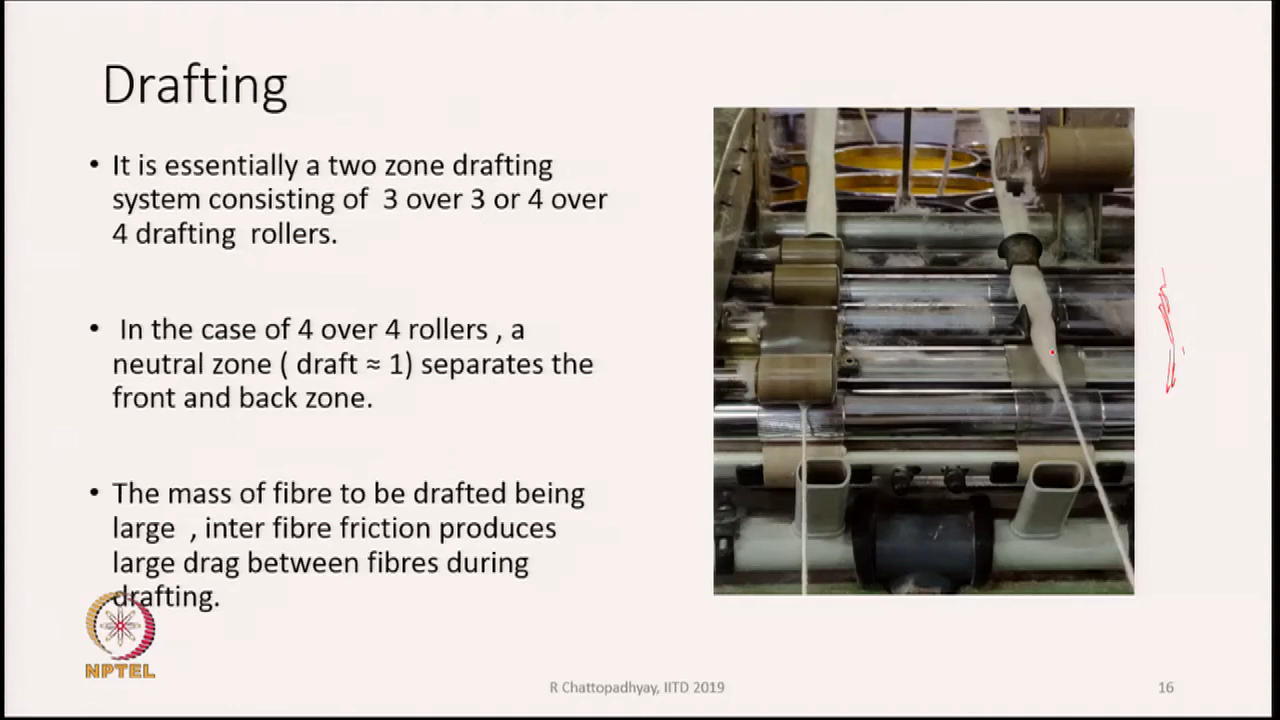 Drafting
• It is essentially a two zone drafting
system consisting of 3 over 3 or 4 over
4 drafting rollers.
• In the case of 4 over 4 rollers , a
neutral zone ( draft ≈ 1) separates the
front and back zone.
• The mass of fibre to be drafted being
large , inter fibre friction produces
large drag between fibres during
drafting.
NPTEL
R Chattopadhyay, IITD 2019
16